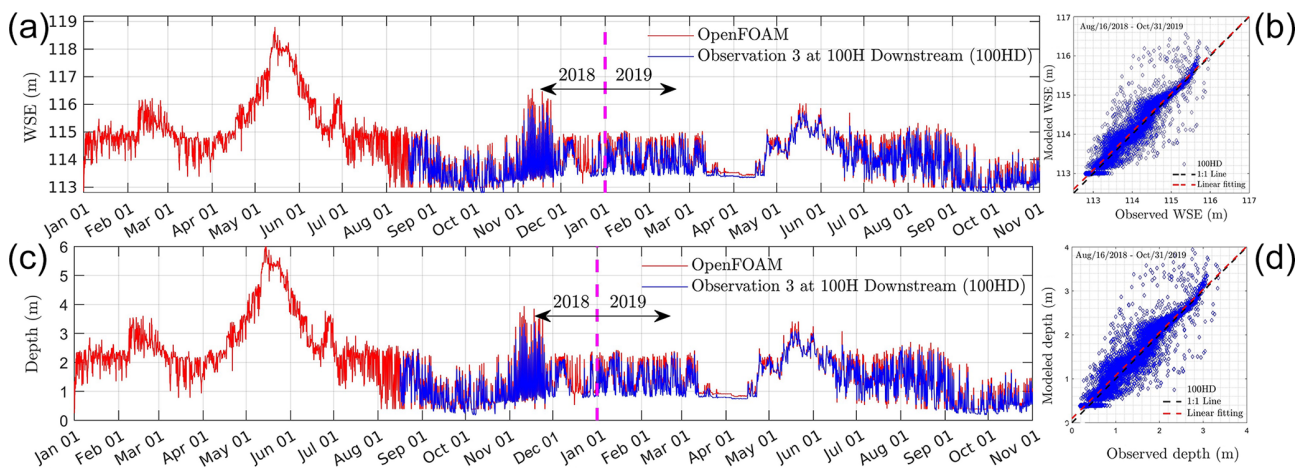 (a)
WSE (m)
119
118
117
116
115
114
113
OpenFOAM
Observation 3 at 100H Downstream (100HD)
2018
2019
Jan 01
Feb 01
Mar 01
Apr 01
May 01
Jun 01
Jul 01
Aug 01
Sep 01
Oct 01
Nov 01
Dec 01
Jan 01
Feb 01
Mar 01
Apr 01
May 01
Jun 01
Jul 01
Aug 01
Sep 01
Oct 01
Nov 01
(b)
Aug/16/2018 - Oct/31/2019
Modeled WSE (m)
117
116
115
114
113
100HD
1:1 Line
Linear fitting
113
114
115
116
117
Observed WSE (m)
(c)
Depth (m)
6
5
4
3
2
1
0
OpenFOAM
Observation 3 at 100H Downstream (100HD)
2018
2019
Jan 01
Feb 01
Mar 01
Apr 01
May 01
Jun 01
Jul 01
Aug 01
Sep 01
Oct 01
Nov 01
Dec 01
Jan 01
Feb 01
Mar 01
Apr 01
May 01
Jun 01
Jul 01
Aug 01
Sep 01
Oct 01
Nov 01
(d)
Aug/16/2018 - Oct/31/2019
Modeled depth (m)
4
3
2
1
0
100HD
1:1 Line
Linear fitting
0
1
2
3
4
Observed depth (m)